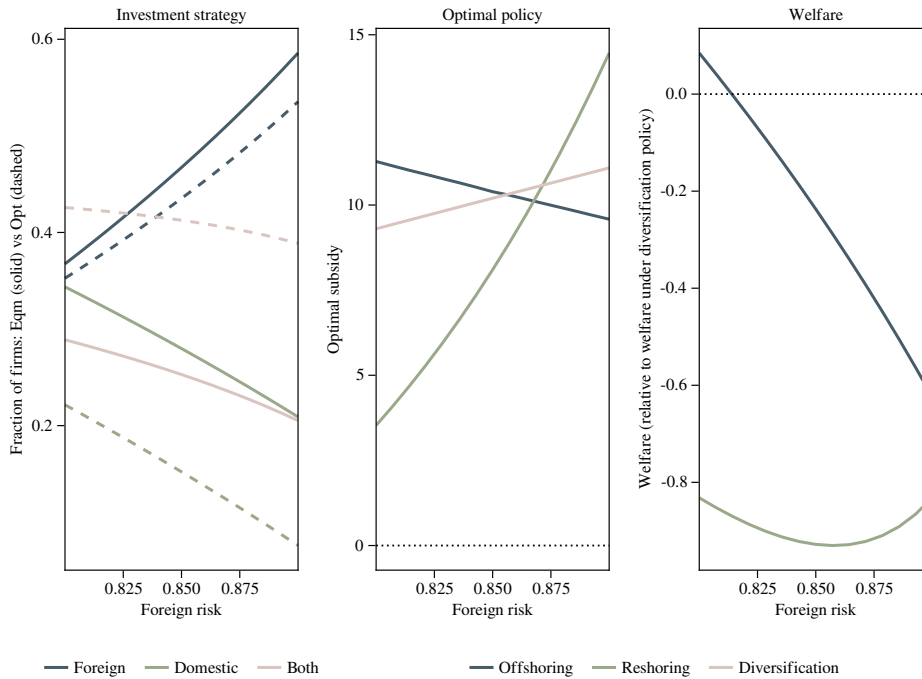 Investment strategy
Optimal policy
Welfare
Fraction of firms: Eqm (solid) vs Opt (dashed)
0.6
0.4
0.2
0.825
0.850
0.875
Foreign risk
Optimal subsidy
15
10
5
0
0.825
0.850
0.875
Foreign risk
Welfare (relative to welfare under diversification policy)
0.0
-0.2
-0.4
-0.6
-0.8
0.825
0.850
0.875
Foreign risk
Foreign
Domestic
Both
Offshoring
Reshoring
Diversification